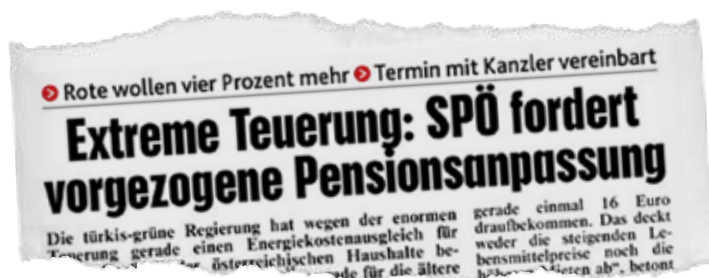 Rote wollen vier Prozent mehr Termin mit Kanzler vereinbart
Extreme Teuerung: SPÖ fordert
vorgezogene Pensionsanpassung
Die türkis-grüne Regierung hat wegen der enormen
Teuerung gerade einen Energiekostenausgleich für
österreichischen Haushalte be-
für die ältere
gerade einmal 16 Euro
draufbekommen. Das deckt
weder die steigenden Le-
bensmittelpreise noch die
ab“, betont